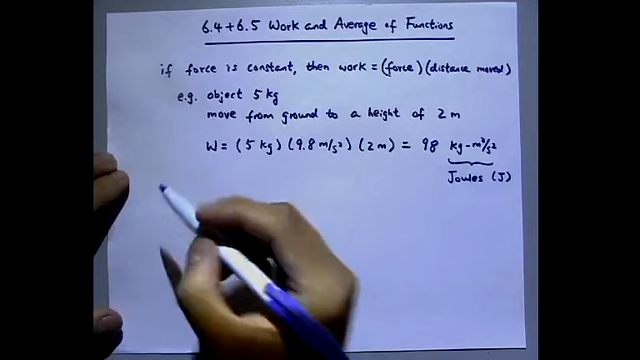 6.4+6.5 Work and Average of Functions
if force is constant, then work = (force)(distance moved)
e.g. object 5 kg
move from ground to a height of 2 m
W = (5 kg)(9.8 m/s²)(2 m) = 98 kg-m²/s²
Joules (J)